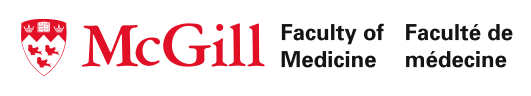 McGill
Faculty of
Medicine
Faculté de
médecine